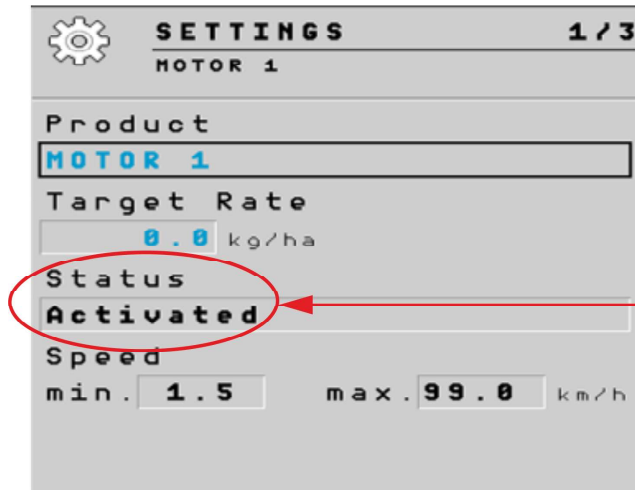 SETTINGS 1/3
MOTOR 1
Product
MOTOR 1
Target Rate
0.0 kg/ha
Status
Activated
Speed
min. 1.5 max. 99.0 km/h